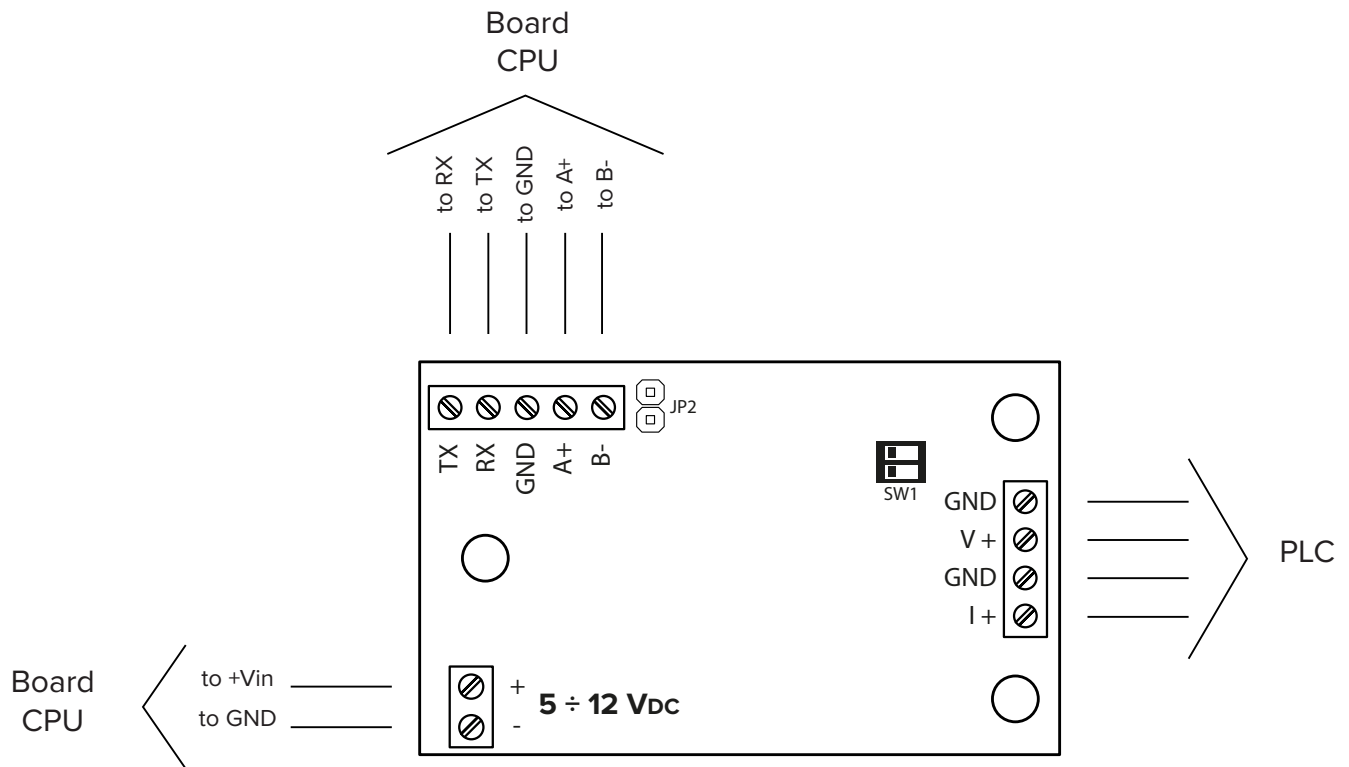 Board
CPU
to RX
to TX
to GND
to A+
to B-
JP2
TX
RX
GND
A+
B-
SW1
GND
V +
GND
I +
PLC
Board
CPU
to +Vin
to GND
+
-
5 ÷ 12 VDC